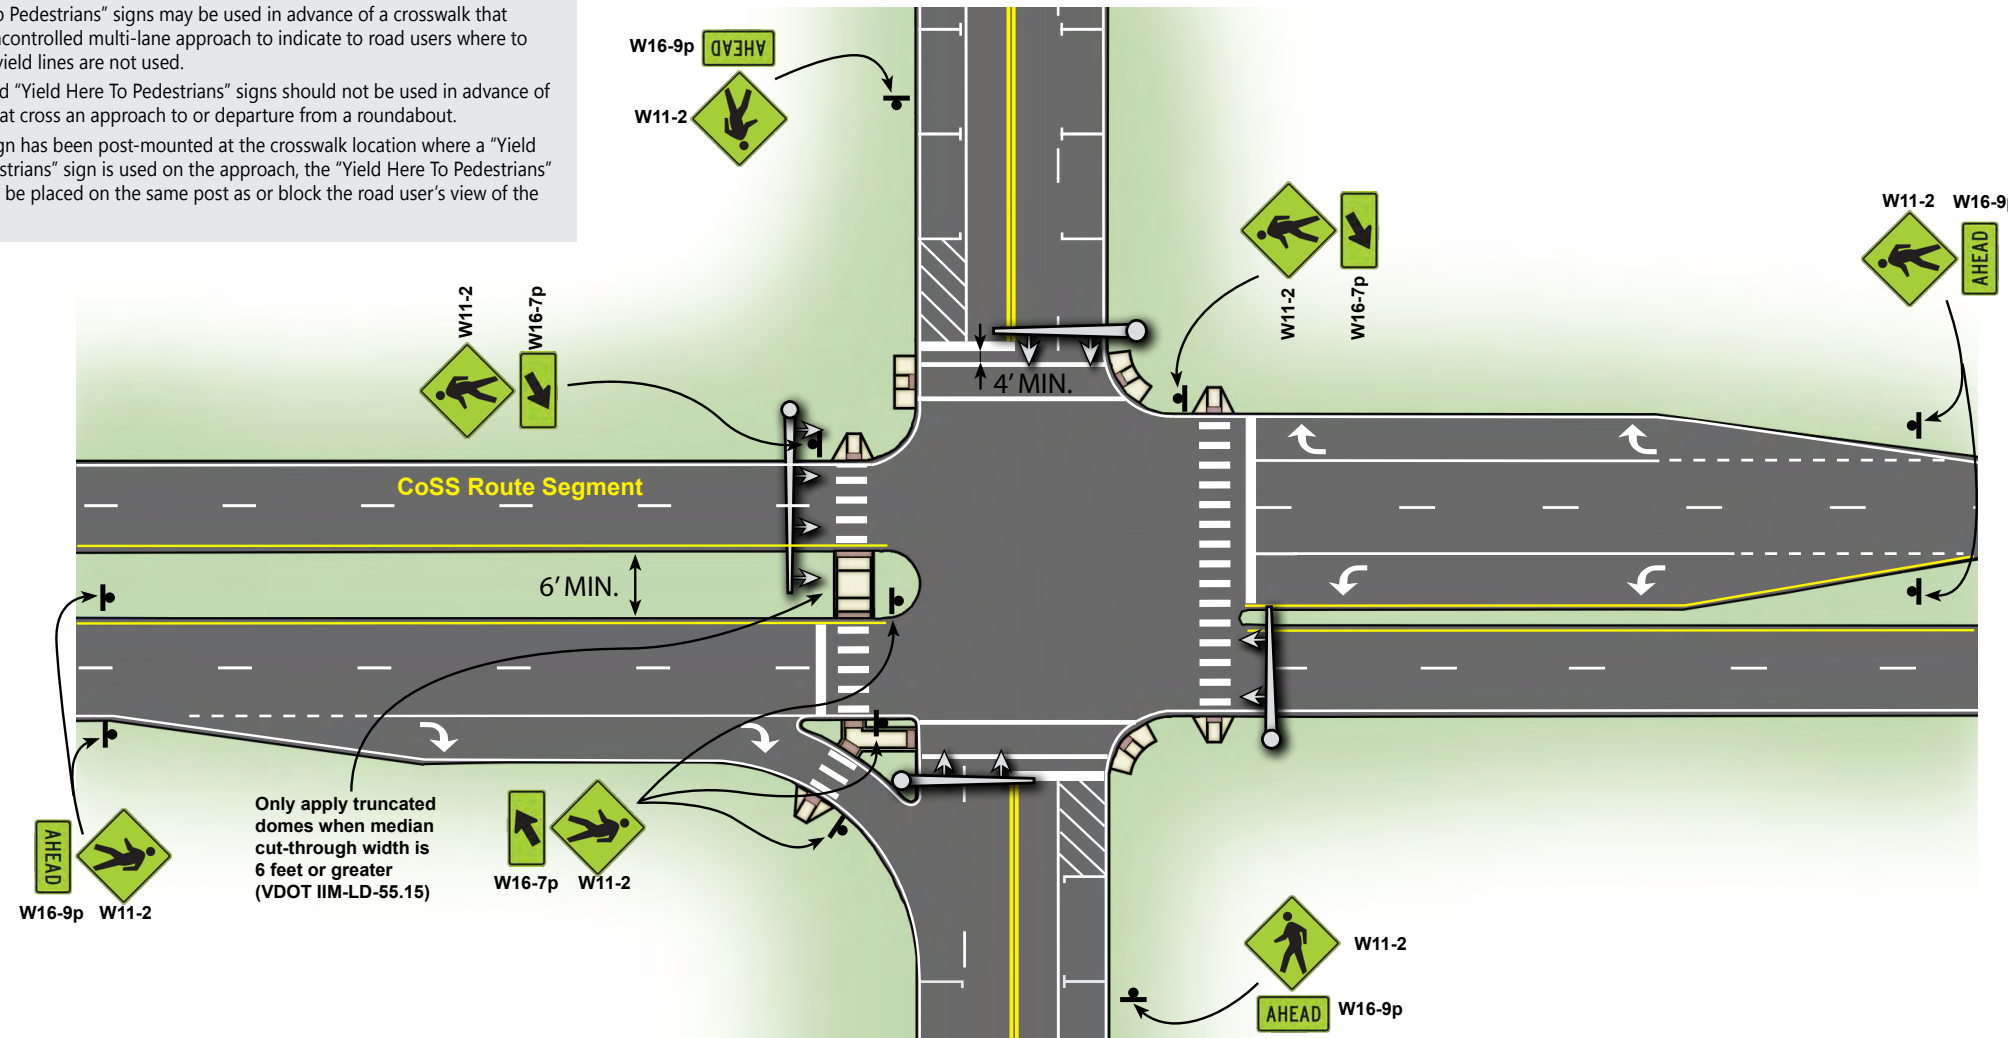 o Pedestrians" signs may be used in advance of a crosswalk that
controlled multi-lane approach to indicate to road users where to
yield lines are not used.
d "Yield Here To Pedestrians" signs should not be used in advance of
at cross an approach to or departure from a roundabout.
gn has been post-mounted at the crosswalk location where a "Yield
strians" sign is used on the approach, the "Yield Here To Pedestrians"
be placed on the same post as or block the road user's view of the
W16-9p
AHEAD
W11-2
W11-2
W16-7p
W11-2
W16-7p
W11-2 W16-9p
AHEAD
4' MIN.
CoSS Route Segment
6' MIN.
Only apply truncated
domes when median
cut-through width is
6 feet or greater
(VDOT IIM-LD-55.15)
AHEAD
W16-9p W11-2
W16-7p W11-2
W11-2
AHEAD
W16-9p